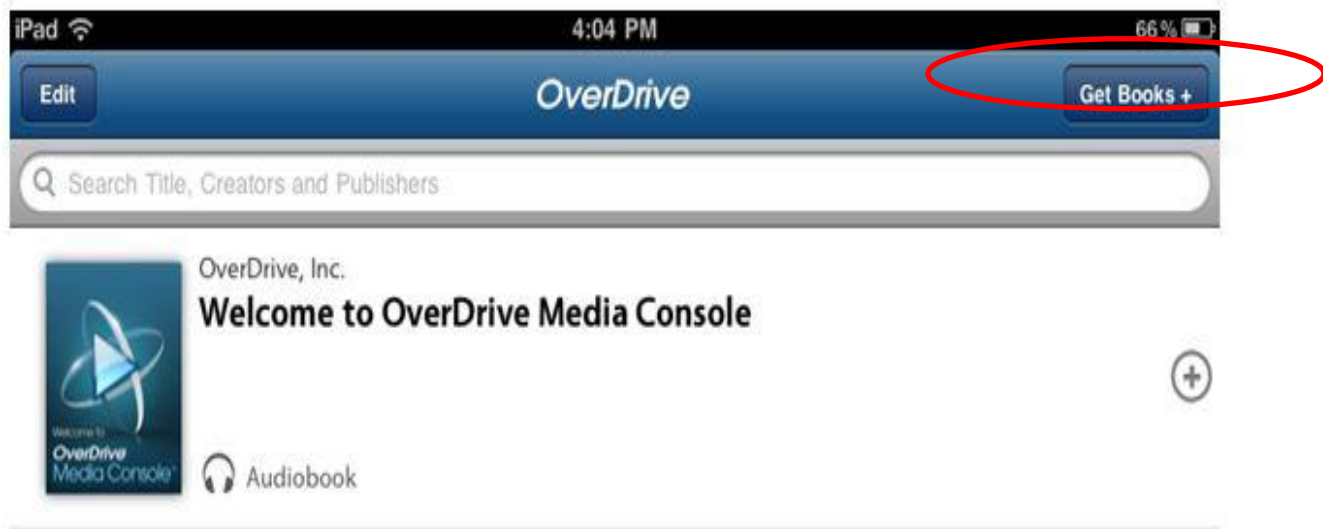 iPad 4:04 PM 66%
Edit OverDrive Get Books +
Search Title, Creators and Publishers
OverDrive, Inc.
Welcome to OverDrive Media Console
Welcome to
OverDrive
Media Console
Audiobook